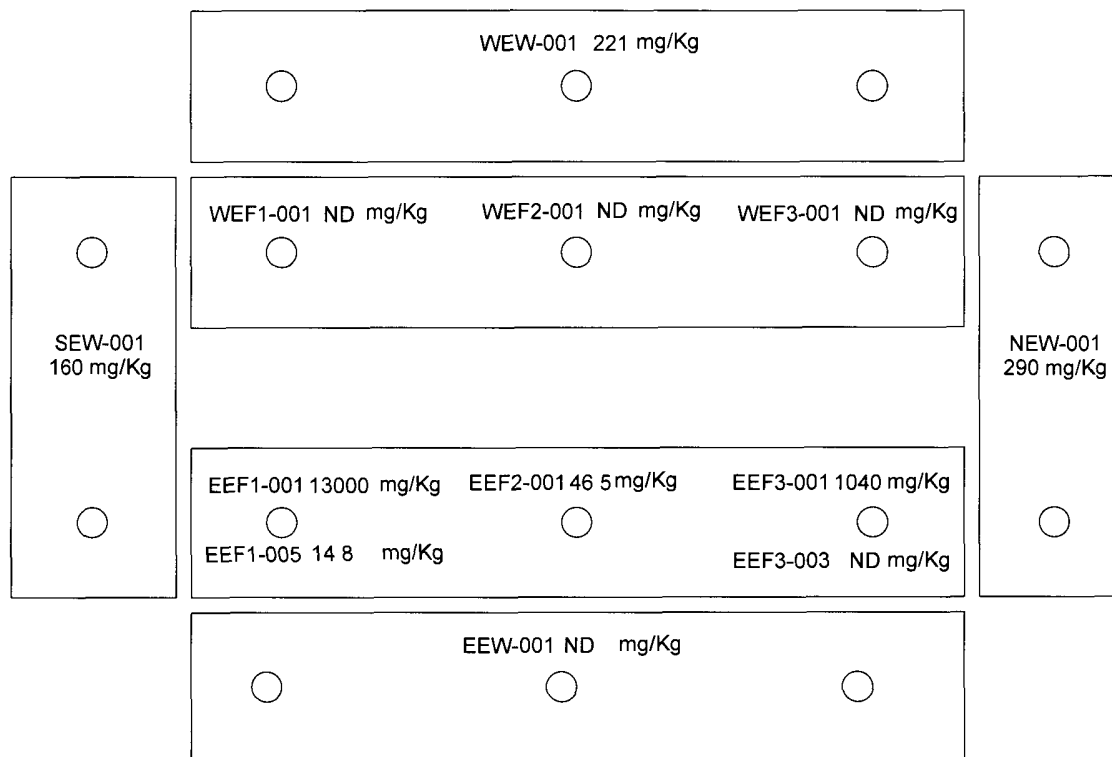 WEW-001 221 mg/Kg
WEF1-001 ND mg/Kg
WEF2-001 ND mg/Kg
WEF3-001 ND mg/Kg
SEW-001
160 mg/Kg
NEW-001
290 mg/Kg
EEF1-001 13000 mg/Kg
EEF2-001 46 5 mg/Kg
EEF3-001 1040 mg/Kg
EEF1-005 14 8 mg/Kg
EEF3-003 ND mg/Kg
EEW-001 ND mg/Kg